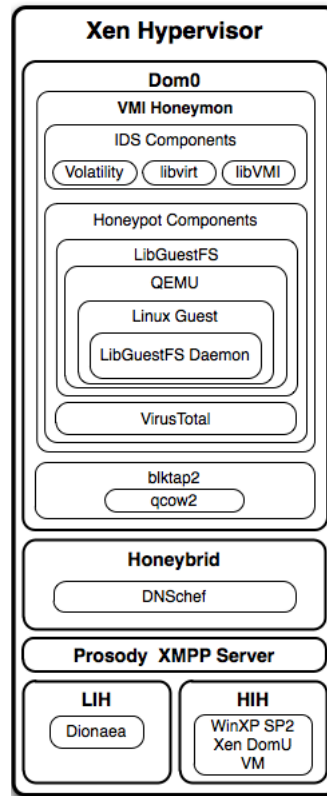 Xen Hypervisor
Dom0
VMI Honeymon
IDS Components
Volatility libvirt libVMI
Honeypot Components
LibGuestFS
QEMU
Linux Guest
LibGuestFS Daemon
VirusTotal
blktap2
qcow2
Honeybrid
DNSchef
Prosody XMPP Server
LIH
Dionaea
HIH
WinXP SP2
Xen DomU
VM